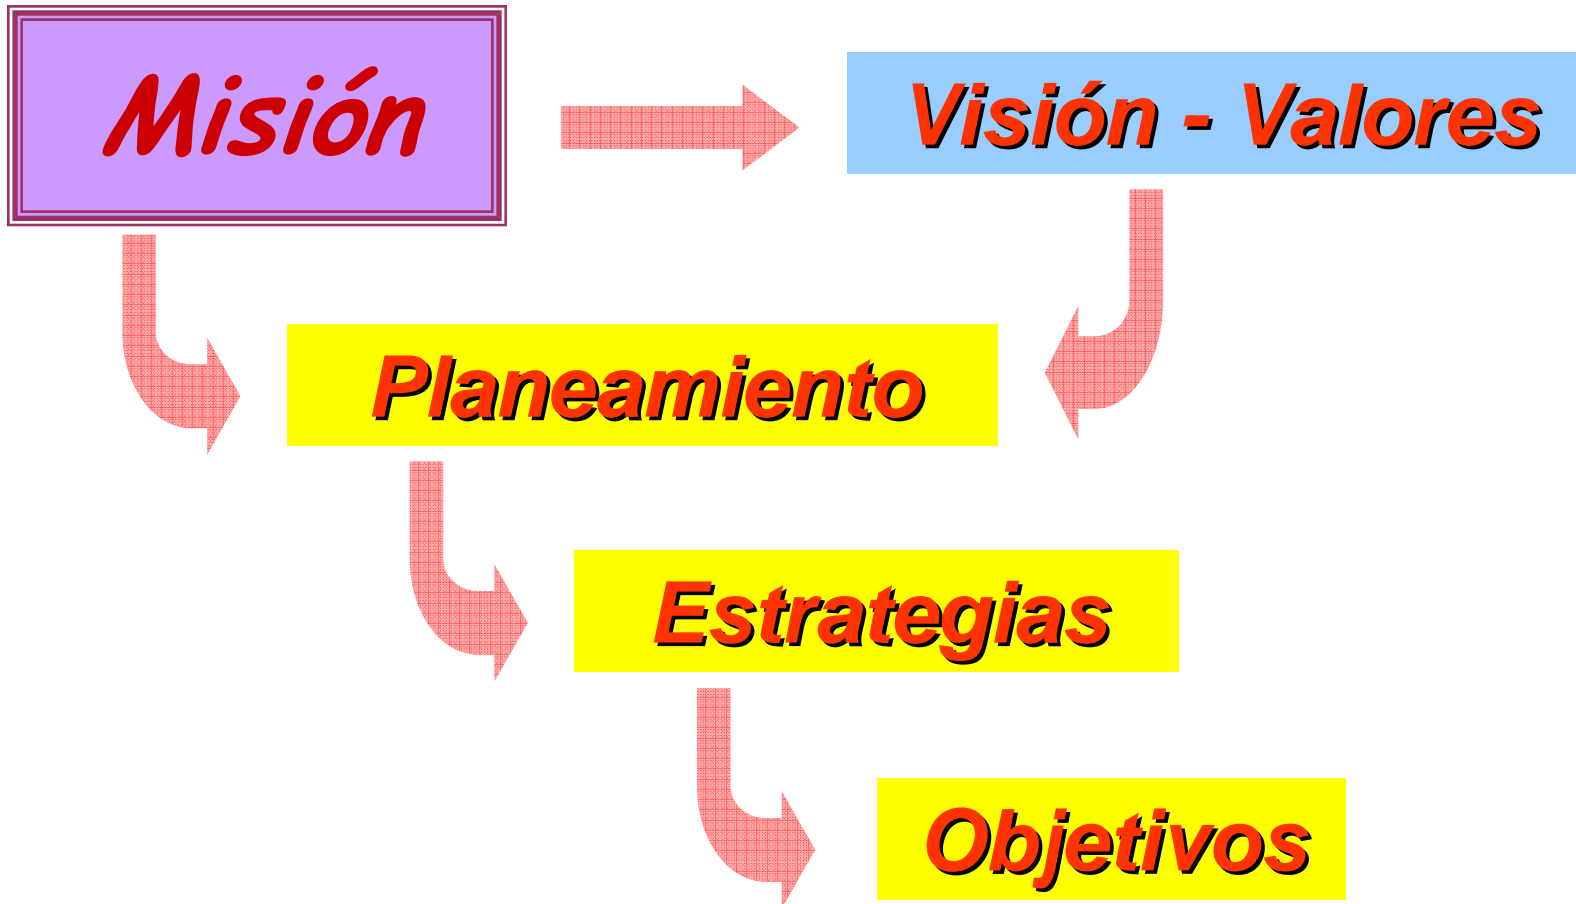 Misión
Visión - Valores
Planeamiento
Estrategias
Objetivos